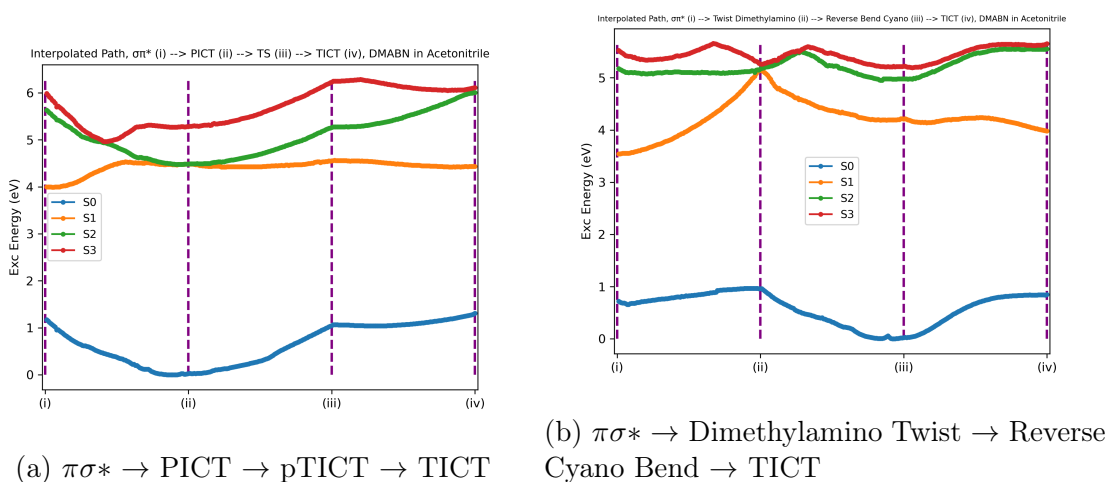 Interpolated Path, σπ* (i) --> PICT (ii) --> TS (iii) --> TICT (iv), DMABN in Acetonitrile
Exc Energy (eV)
6
5
4
3
2
1
0
S0
S1
S2
S3
(i)
(ii)
(iii)
(iv)
(a) πσ∗ → PICT → pTICT → TICT
Interpolated Path, σπ* (i) --> Twist Dimethylamino (ii) --> Reverse Bend Cyano (iii) --> TICT (iv), DMABN in Acetonitrile
Exc Energy (eV)
5
4
3
2
1
0
S0
S1
S2
S3
(i)
(ii)
(iii)
(iv)
(b) πσ∗ → Dimethylamino Twist → Reverse
Cyano Bend → TICT